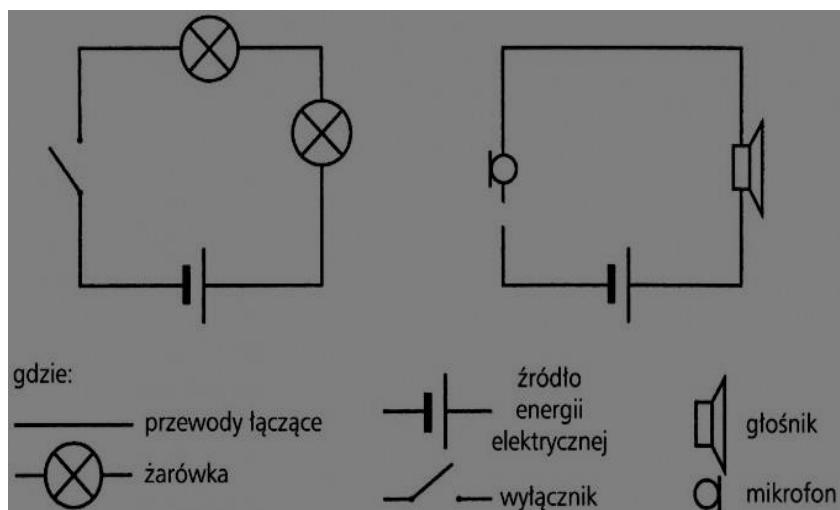 gdzie:
przewody łączące
żarówka
źródło
energii
elektrycznej
wyłącznik
głośnik
mikrofon